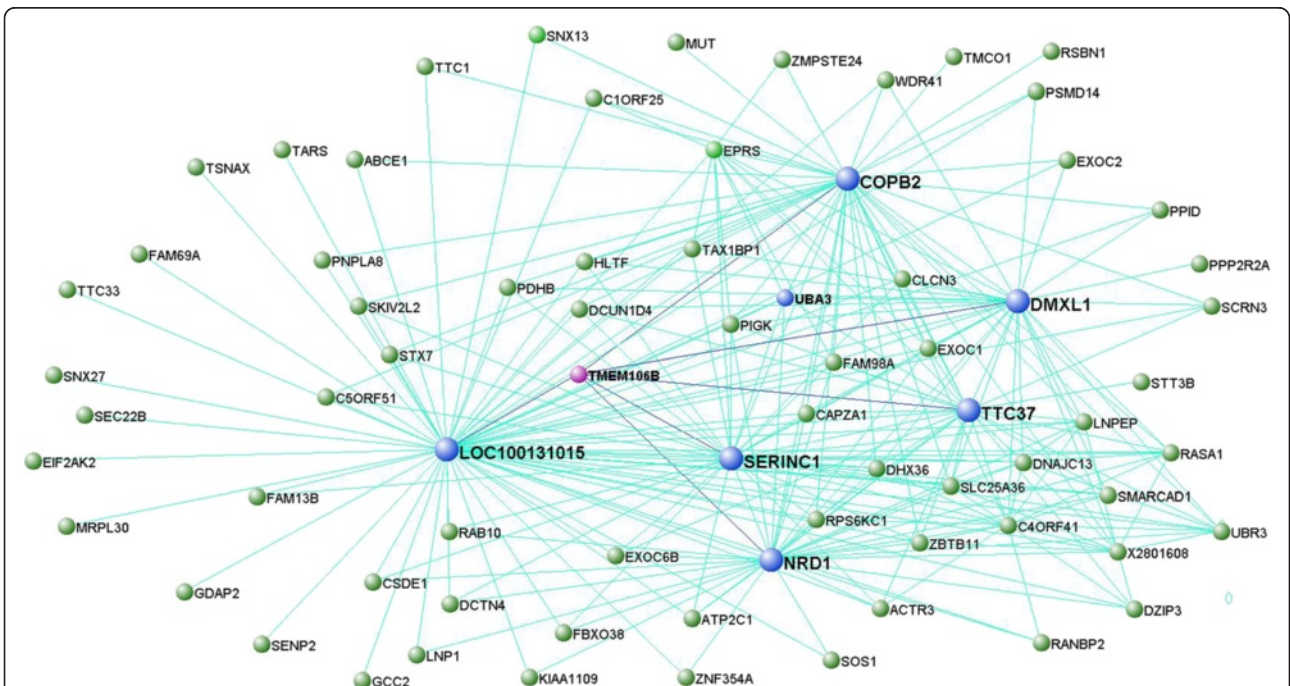 SNX13
MUT
ZMPSTE24
TMCO1
RSBN1
TTC1
WDR41
PSMD14
C1ORF25
EPRS
TARS
ABCE1
EXOC2
TSNAX
COPB2
PPID
FAM69A
TAX1BP1
PNPLA8
HLTF
PPP2R2A
CLCN3
TTC33
PDHB
UBA3
DMXL1
SCRN3
SKIV2L2
DCUN1D4
PIGK
STX7
EXOC1
FAM98A
SNX27
TMEM106B
STT3B
C5ORF51
TTC37
SEC22B
CAPZA1
LNPEP
LOC100131015
SERINC1
RASA1
EIF2AK2
DHX36
DNAJC13
SLC25A36
SMARCAD1
FAM13B
MRPL30
RPS6KC1
C4ORF41
RAB10
UBR3
ZBTB11
X2801608
EXOC6B
NRD1
CSDE1
GDAP2
DCTN4
ACTR3
DZIP3
ATP2C1
FBXO38
SENP2
RANBP2
LNP1
SOS1
GCC2
KIAA1109
ZNF354A